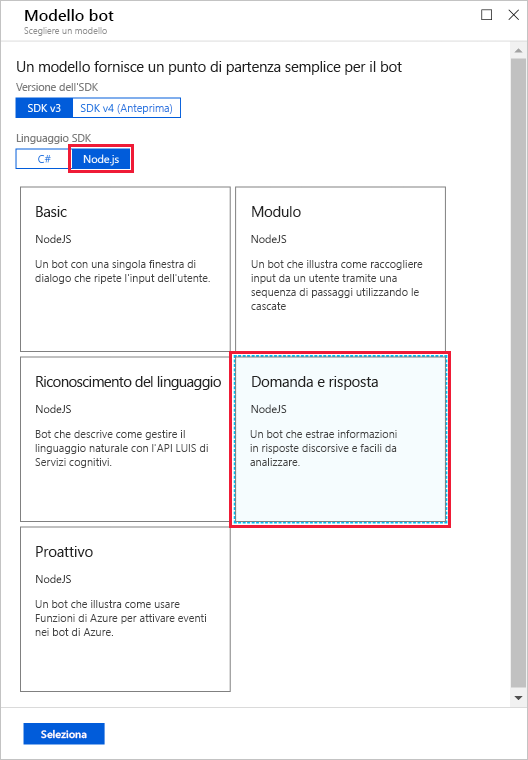 Modello bot
Scegliere un modello
Un modello fornisce un punto di partenza semplice per il bot
Versione dell'SDK
SDK v3 SDK v4 (Anteprima)
Linguaggio SDK
C# Node.js
Basic
NodeJS
Un bot con una singola finestra di
dialogo che ripete l'input dell'utente.
Modulo
NodeJS
Un bot che illustra come raccogliere
input da un utente tramite una
sequenza di passaggi utilizzando le
cascate
Riconoscimento del linguaggio
NodeJS
Bot che descrive come gestire il
linguaggio naturale con l'API LUIS di
Servizi cognitivi.
Domanda e risposta
NodeJS
Un bot che estrae informazioni
in risposte discorsive e facili da
analizzare.
Proattivo
NodeJS
Un bot che illustra come usare
Funzioni di Azure per attivare eventi
nei bot di Azure.
Seleziona